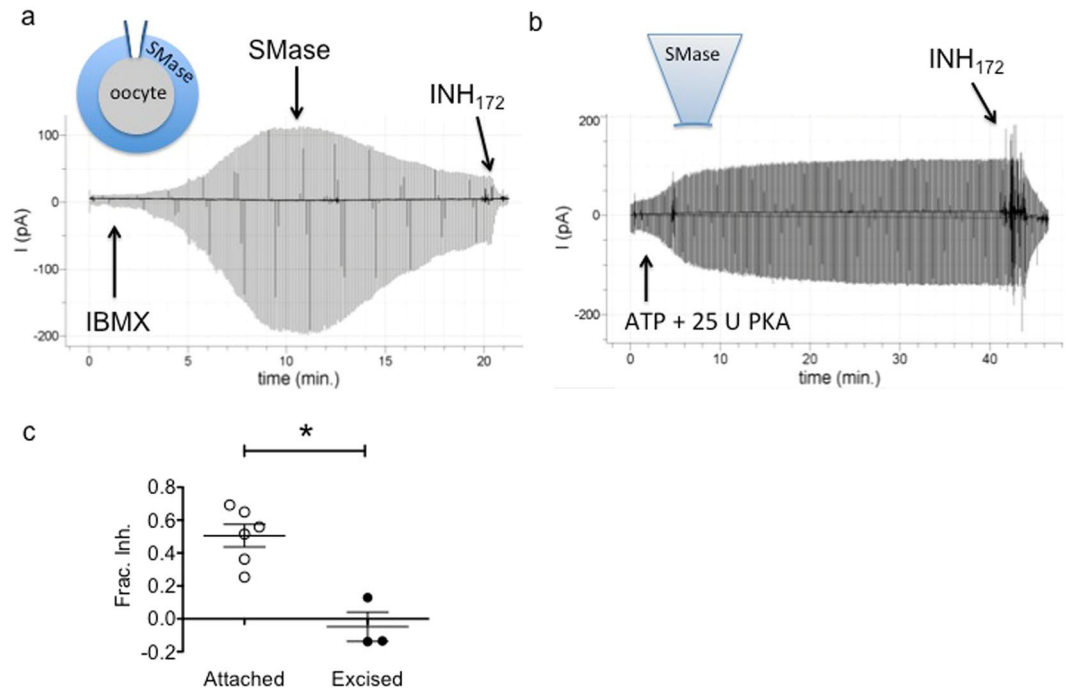 a
SMase
oocyte
SMase
INH172
100
0
-100
-200
I (pA)
IBMX
0 5 10 15 20
time (min.)
b
SMase
INH172
200
0
-200
I (pA)
ATP + 25 U PKA
0 10 20 30 40
time (min.)
c
*
0.8
0.6
0.4
0.2
0.0
-0.2
Frac. Inh.
Attached Excised